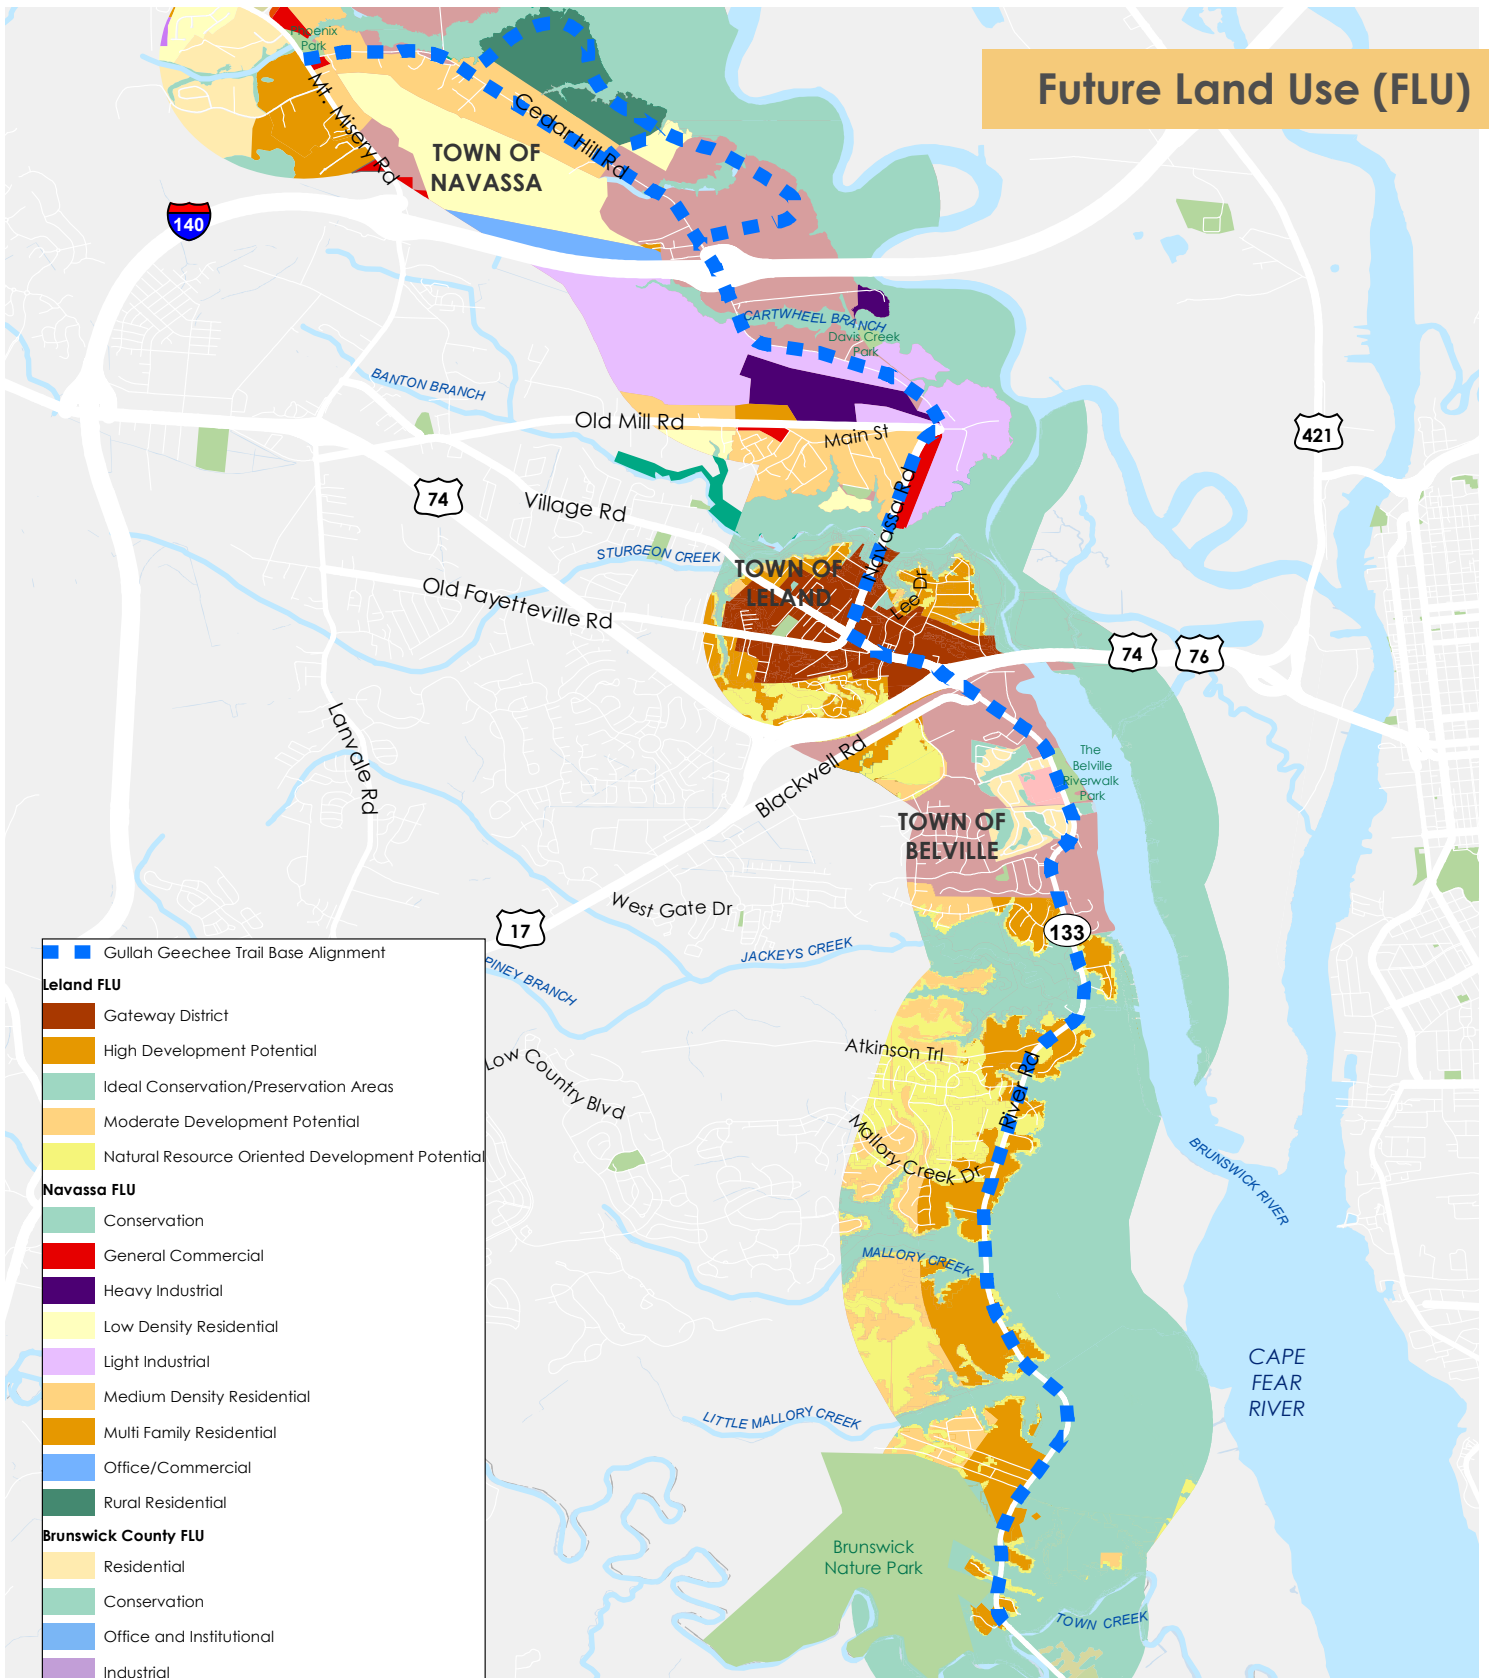 Future Land Use (FLU)
Phoenix
Park
Mt. Misery Rd
Cedar Hill Rd
TOWN OF
NAVASSA
140
CARTWHEEL BRANCH
Davis Creek
Park
BANTON BRANCH
Old Mill Rd
Main St
421
74
Village Rd
Navassa Rd
STURGEON CREEK
TOWN OF
LELAND
Lee Dr
Old Fayetteville Rd
74
76
Lanvale Rd
Blackwell Rd
The
Belville
Riverwalk
Park
TOWN OF
BELVILLE
West Gate Dr
17
133
JACKEYS CREEK
PINEY BRANCH
Low Country Blvd
Atkinson Trl
River Rd
Mallory Creek Dr
BRUNSWICK RIVER
MALLORY CREEK
CAPE
FEAR
RIVER
LITTLE MALLORY CREEK
Brunswick
Nature Park
TOWN CREEK
Gullah Geechee Trail Base Alignment
Leland FLU
Gateway District
High Development Potential
Ideal Conservation/Preservation Areas
Moderate Development Potential
Natural Resource Oriented Development Potential
Navassa FLU
Conservation
General Commercial
Heavy Industrial
Low Density Residential
Light Industrial
Medium Density Residential
Multi Family Residential
Office/Commercial
Rural Residential
Brunswick County FLU
Residential
Conservation
Office and Institutional
Industrial